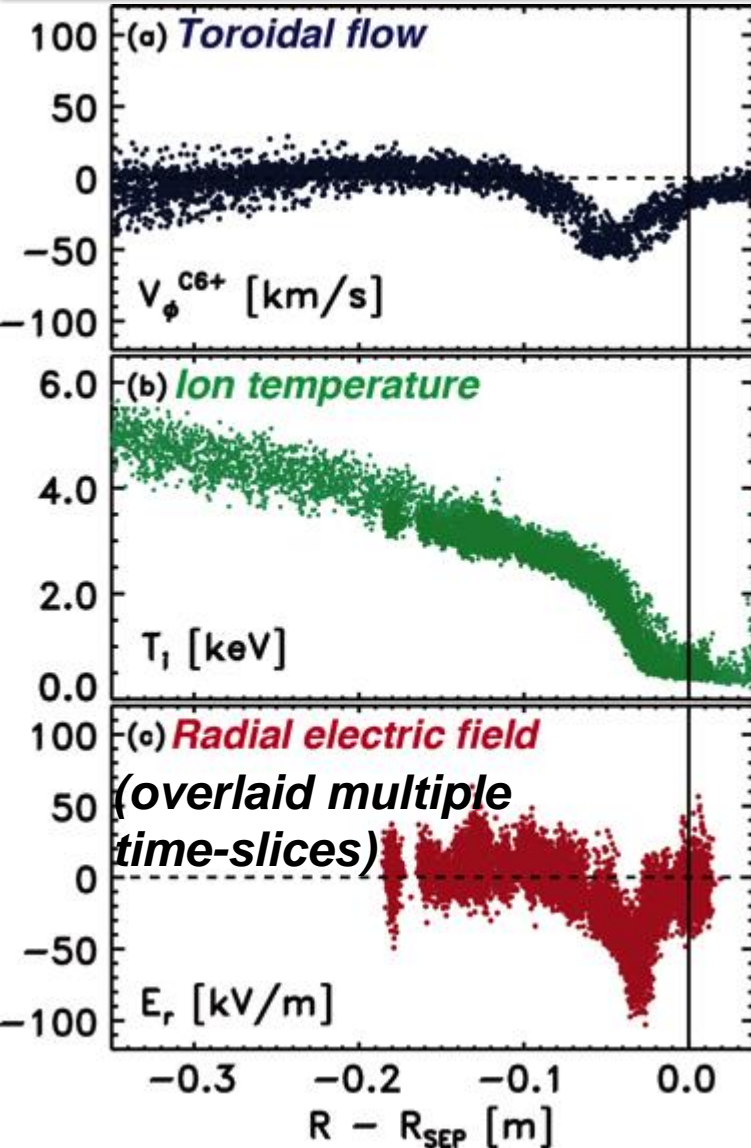 (a) Toroidal flow
100
50
0
−50
−100
V_ϕ^C6+ [km/s]
(b) Ion temperature
6.0
4.0
2.0
0.0
T_i [keV]
(c) Radial electric field
(overlaid multiple
time-slices)
100
50
0
−50
−100
E_r [kV/m]
−0.3 −0.2 −0.1 0.0
R − R_SEP [m]